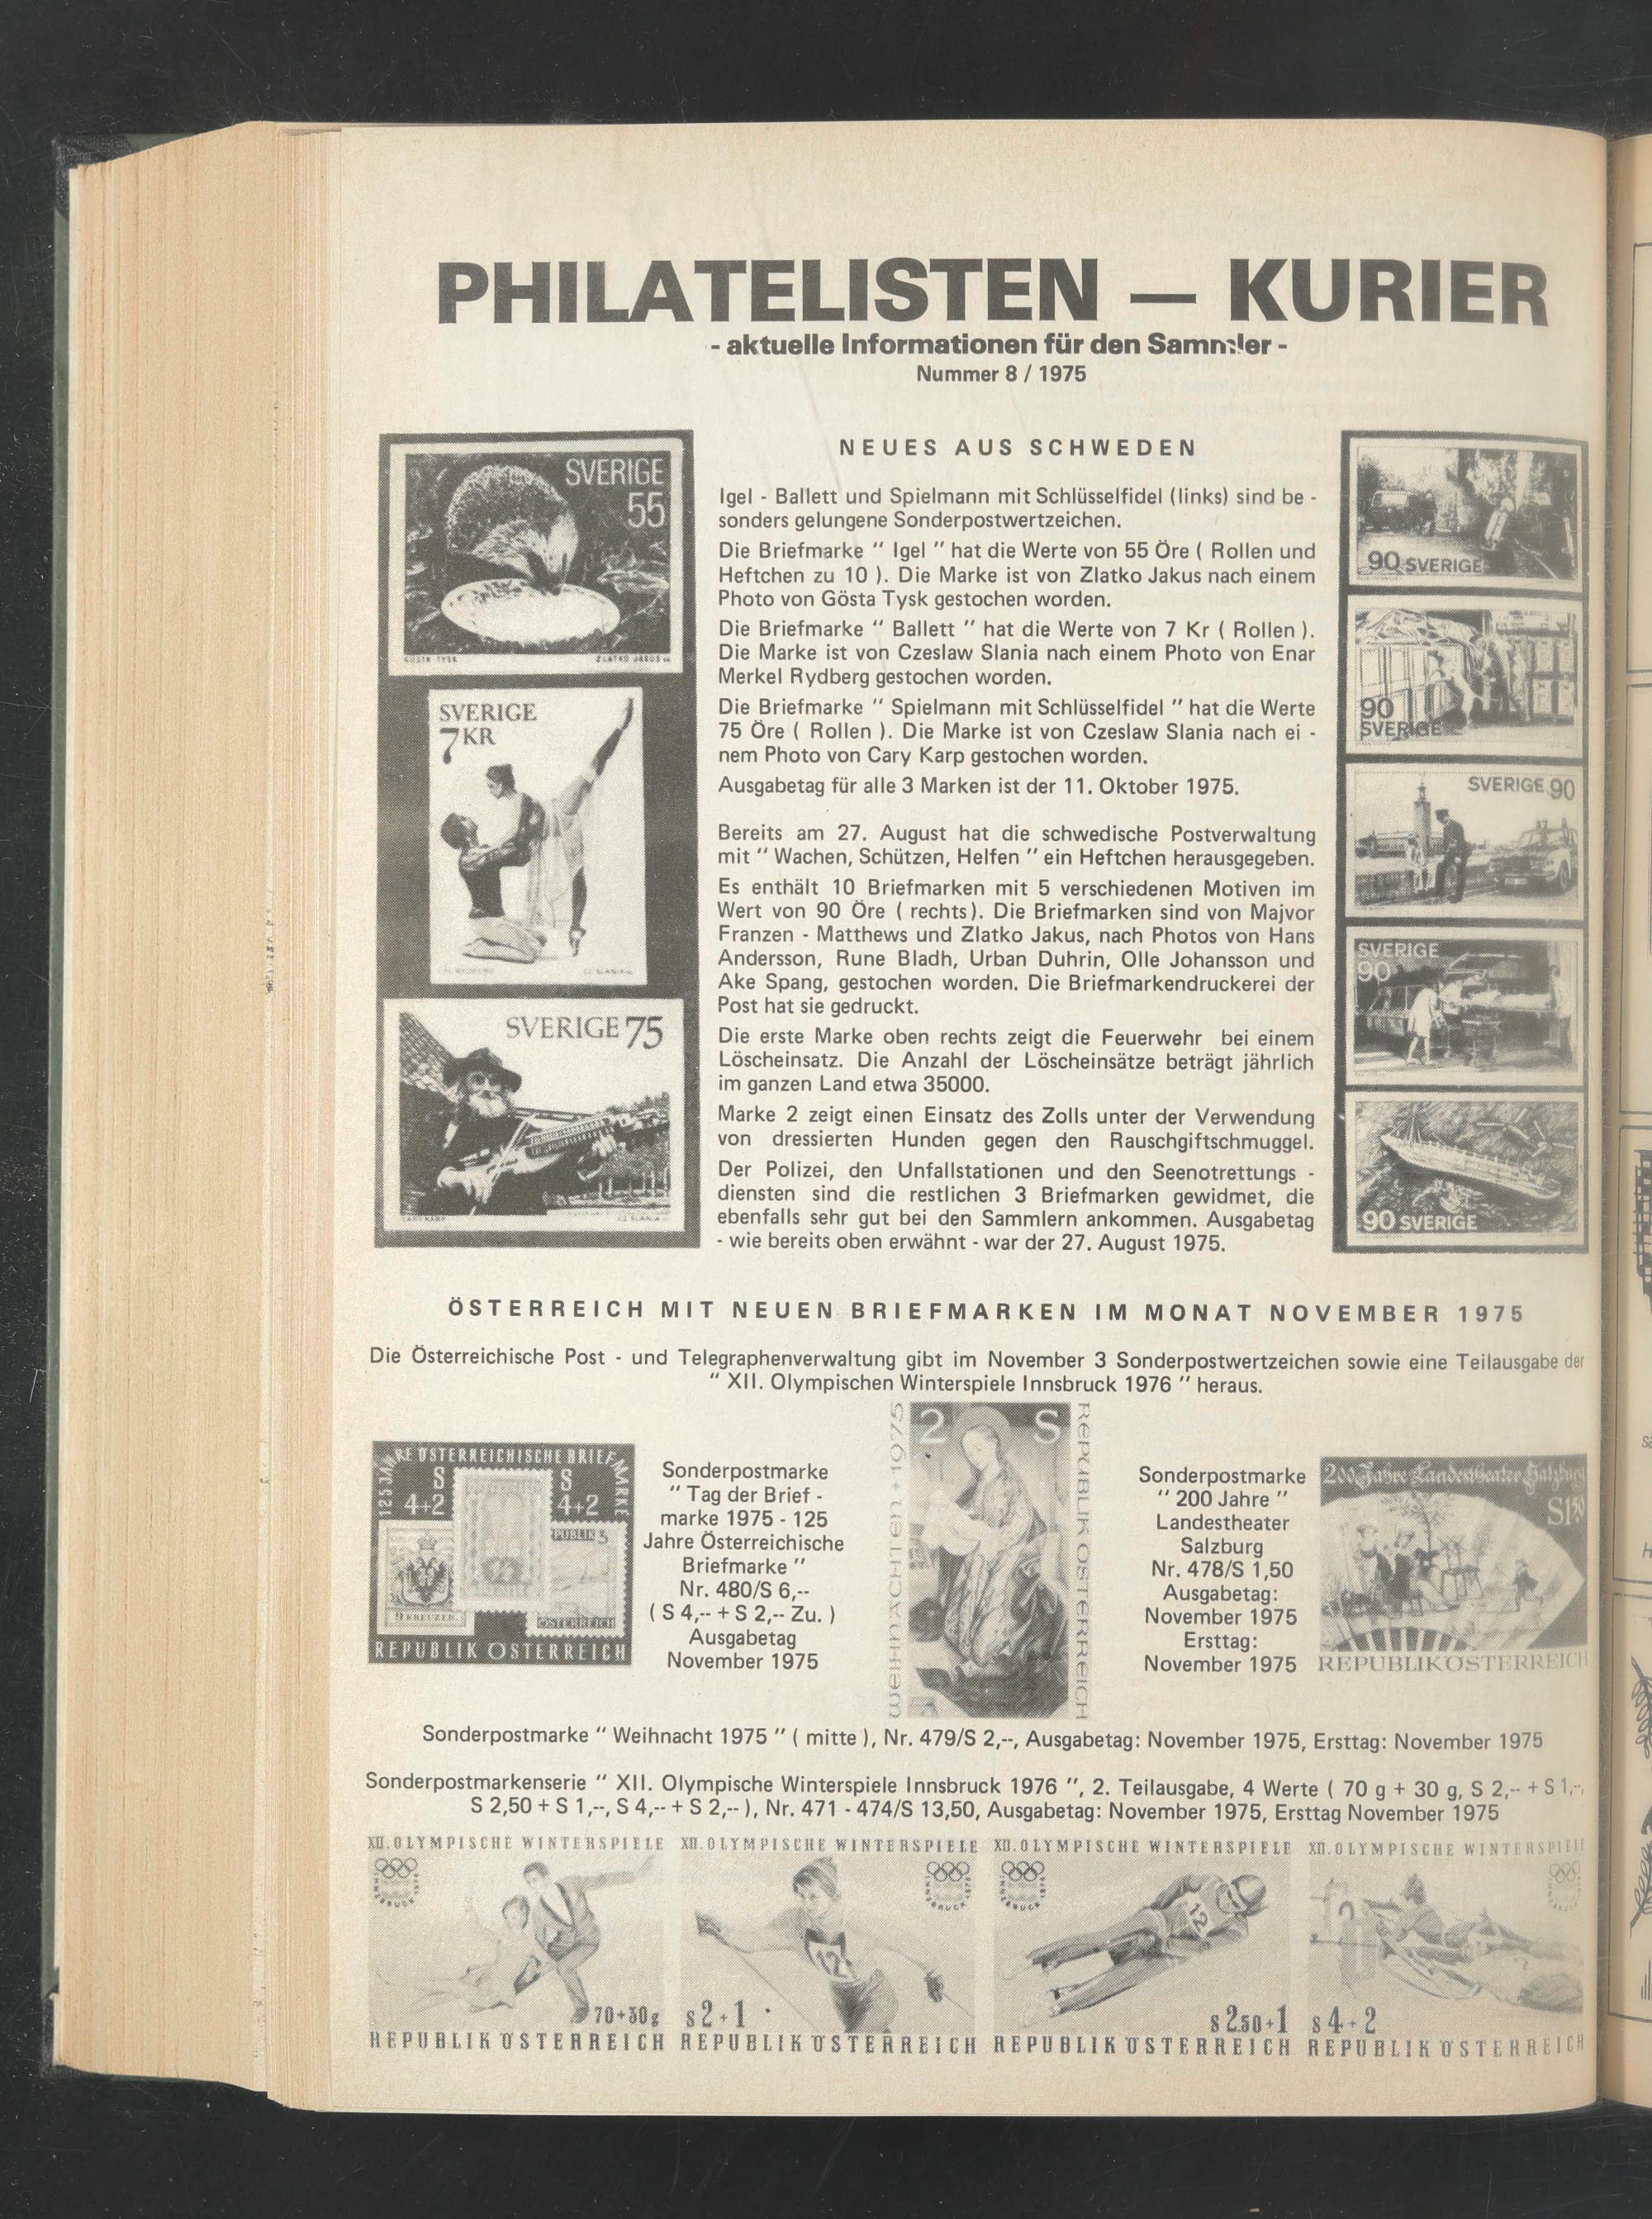 PHILATELISTEN — KURIER
- aktuelle Informationen für den Sammler -
Nummer 8 / 1975
SVERIGE
55
GÖSTA TYSK
ZLATKO JAKUS
SVERIGE
7 KR
CZ SLANIA
SVERIGE 75
CARY KARP
CZ SLANIA
NEUES AUS SCHWEDEN
Igel - Ballett und Spielmann mit Schlüsselfidel (links) sind be -
sonders gelungene Sonderpostwertzeichen.
Die Briefmarke " Igel " hat die Werte von 55 Öre ( Rollen und
Heftchen zu 10 ). Die Marke ist von Zlatko Jakus nach einem
Photo von Gösta Tysk gestochen worden.
Die Briefmarke " Ballett " hat die Werte von 7 Kr ( Rollen ).
Die Marke ist von Czeslaw Slania nach einem Photo von Enar
Merkel Rydberg gestochen worden.
Die Briefmarke " Spielmann mit Schlüsselfidel " hat die Werte
75 Öre ( Rollen ). Die Marke ist von Czeslaw Slania nach ei -
nem Photo von Cary Karp gestochen worden.
Ausgabetag für alle 3 Marken ist der 11. Oktober 1975.
Bereits am 27. August hat die schwedische Postverwaltung
mit " Wachen, Schützen, Helfen " ein Heftchen herausgegeben.
Es enthält 10 Briefmarken mit 5 verschiedenen Motiven im
Wert von 90 Öre ( rechts). Die Briefmarken sind von Majvor
Franzen - Matthews und Zlatko Jakus, nach Photos von Hans
Andersson, Rune Bladh, Urban Duhrin, Olle Johansson und
Ake Spang, gestochen worden. Die Briefmarkendruckerei der
Post hat sie gedruckt.
Die erste Marke oben rechts zeigt die Feuerwehr bei einem
Löscheinsatz. Die Anzahl der Löscheinsätze beträgt jährlich
im ganzen Land etwa 35000.
Marke 2 zeigt einen Einsatz des Zolls unter der Verwendung
von dressierten Hunden gegen den Rauschgiftschmuggel.
Der Polizei, den Unfallstationen und den Seenotrettungs -
diensten sind die restlichen 3 Briefmarken gewidmet, die
ebenfalls sehr gut bei den Sammlern ankommen. Ausgabetag
- wie bereits oben erwähnt - war der 27. August 1975.
90 SVERIGE
90
SVERIGE
SVERIGE 90
SVERIGE
90
90 SVERIGE
ÖSTERREICH MIT NEUEN BRIEFMARKEN IM MONAT NOVEMBER 1975
Die Österreichische Post - und Telegraphenverwaltung gibt im November 3 Sonderpostwertzeichen sowie eine Teilausgabe der
" XII. Olympischen Winterspiele Innsbruck 1976 " heraus.
125 JAHRE ÖSTERREICHISCHE BRIEFMARKE
S
4+2
S
4+2
PUBLIK
9 KREUZER
ÖSTERREICH
REPUBLIK ÖSTERREICH
Sonderpostmarke
" Tag der Brief -
marke 1975 - 125
Jahre Österreichische
Briefmarke "
Nr. 480/S 6,--
( S 4,-- + S 2,-- Zu. )
Ausgabetag
November 1975
WEIHNACHTEN + 1975
2 S
REPUBLIK ÖSTERREICH
Sonderpostmarke
" 200 Jahre "
Landestheater
Salzburg
Nr. 478/S 1,50
Ausgabetag:
November 1975
Ersttag:
November 1975
200 Jahre Landestheater Salzburg
S 1.50
REPUBLIK ÖSTERREICH
Sonderpostmarke " Weihnacht 1975 " ( mitte ), Nr. 479/S 2,--, Ausgabetag: November 1975, Ersttag: November 1975
Sonderpostmarkenserie " XII. Olympische Winterspiele Innsbruck 1976 ", 2. Teilausgabe, 4 Werte ( 70 g + 30 g, S 2,-- + S 1,--,
S 2,50 + S 1,--, S 4,-- + S 2,-- ), Nr. 471 - 474/S 13,50, Ausgabetag: November 1975, Ersttag November 1975
XII. OLYMPISCHE WINTERSPIELE
70+30g
REPUBLIK ÖSTERREICH
XII. OLYMPISCHE WINTERSPIELE
12
S 2+1
REPUBLIK ÖSTERREICH
XII. OLYMPISCHE WINTERSPIELE
12
S 2.50+1
REPUBLIK ÖSTERREICH
XII. OLYMPISCHE WINTERSPIELE
S 4+2
REPUBLIK ÖSTERREICH